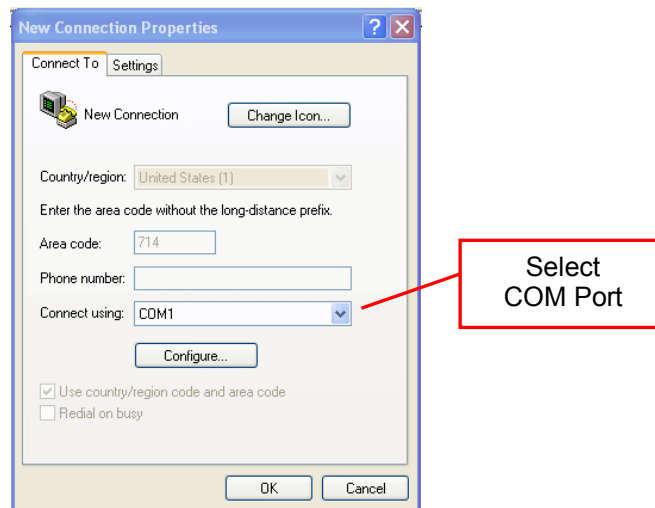 New Connection Properties
Connect To Settings
New Connection Change Icon...
Country/region: United States (1)
Enter the area code without the long-distance prefix.
Area code: 714
Phone number:
Connect using: COM1
Configure...
Use country/region code and area code
Redial on busy
OK Cancel
Select
COM Port